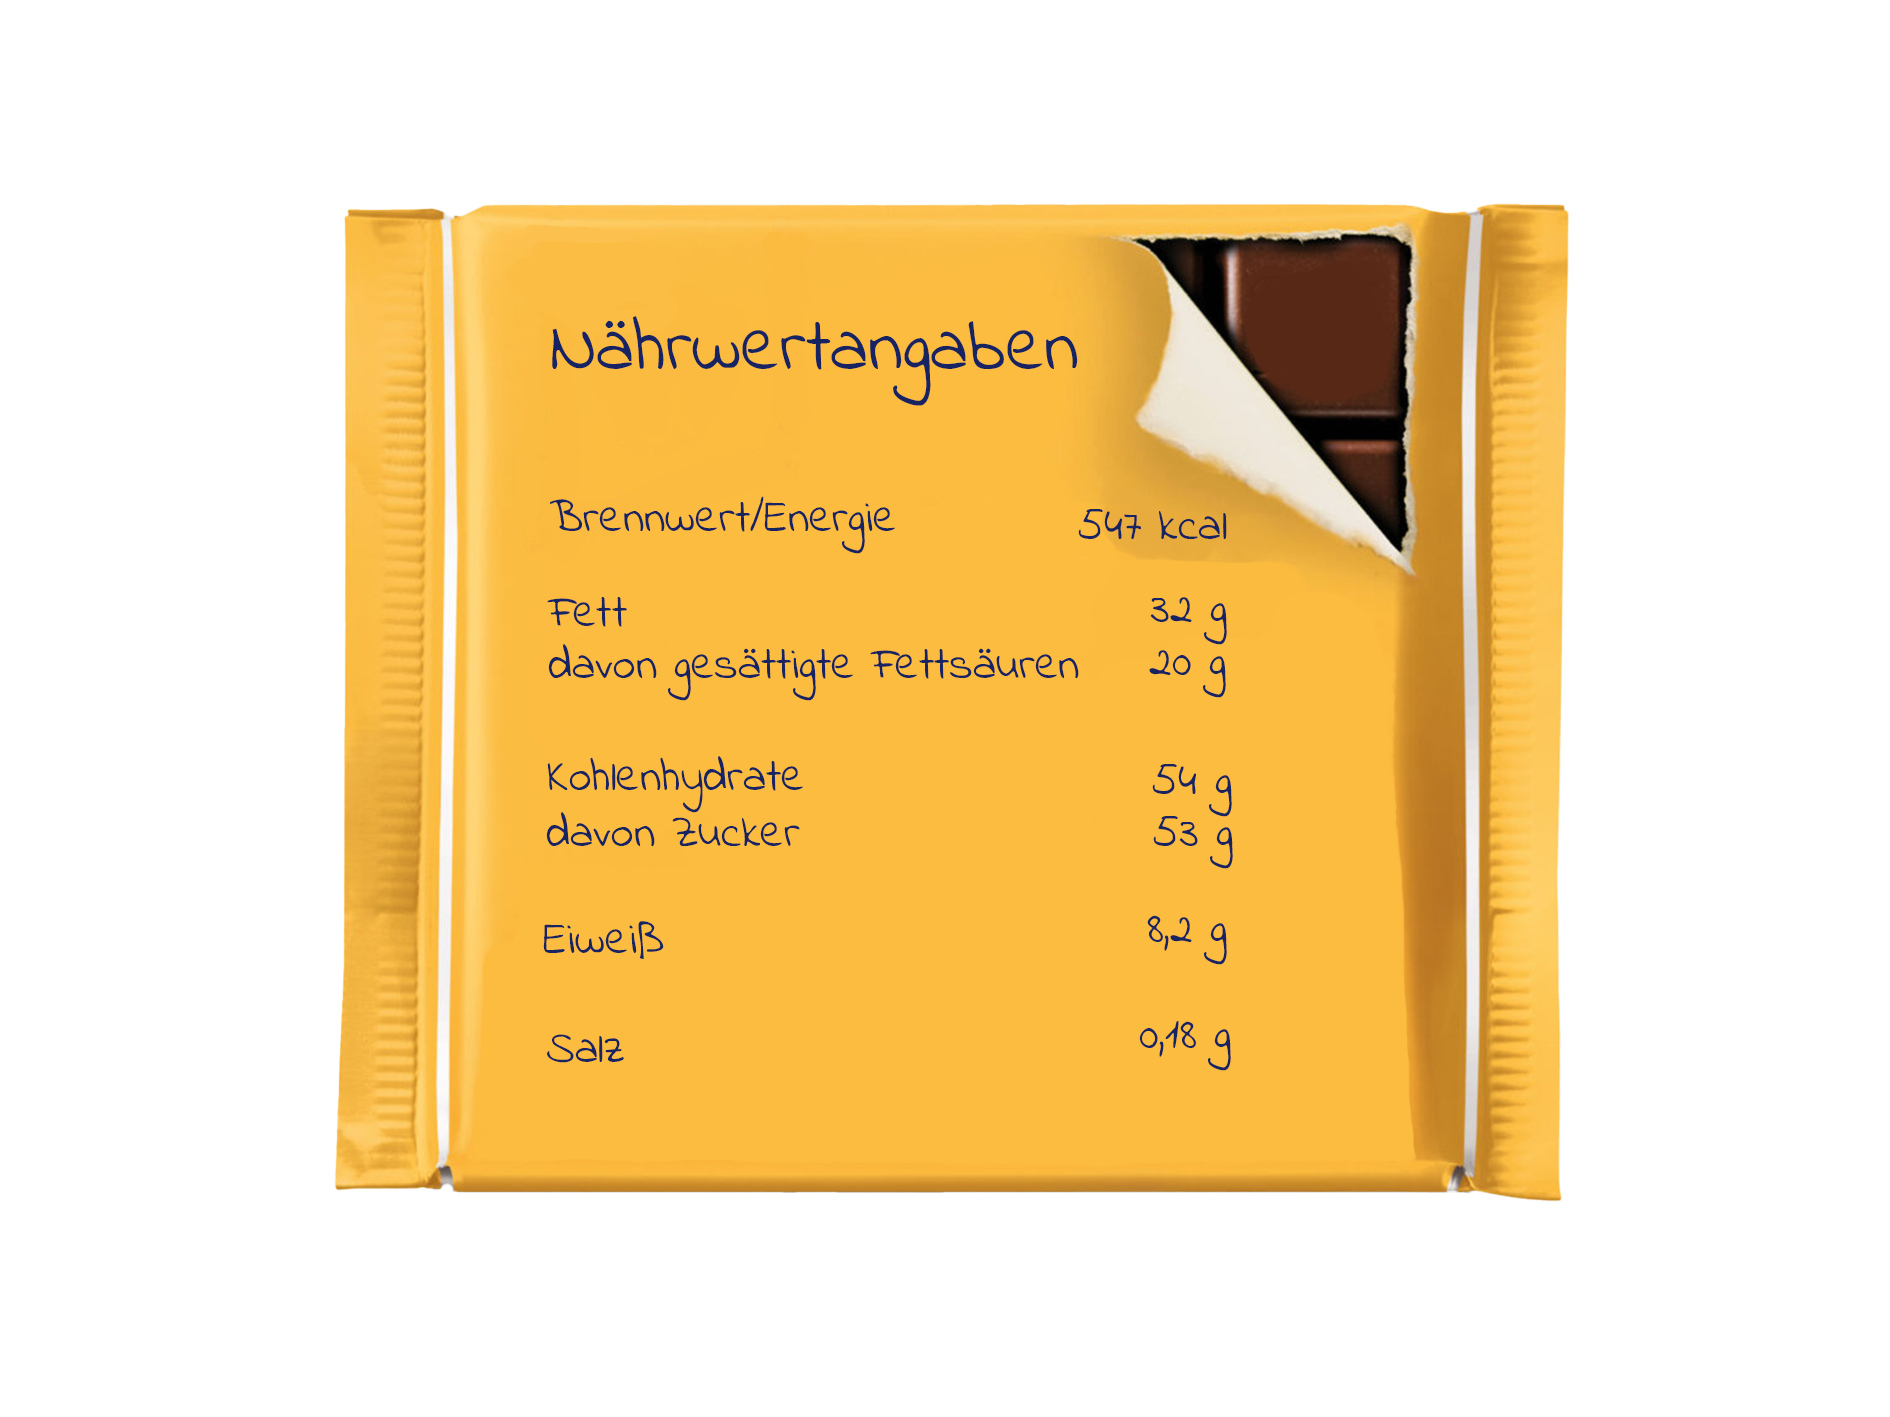 Nährwertangaben
Brennwert/Energie 547 kcal
Fett 32 g
davon gesättigte Fettsäuren 20 g
Kohlenhydrate 54 g
davon Zucker 53 g
Eiweiß 8,2 g
Salz 0,18 g